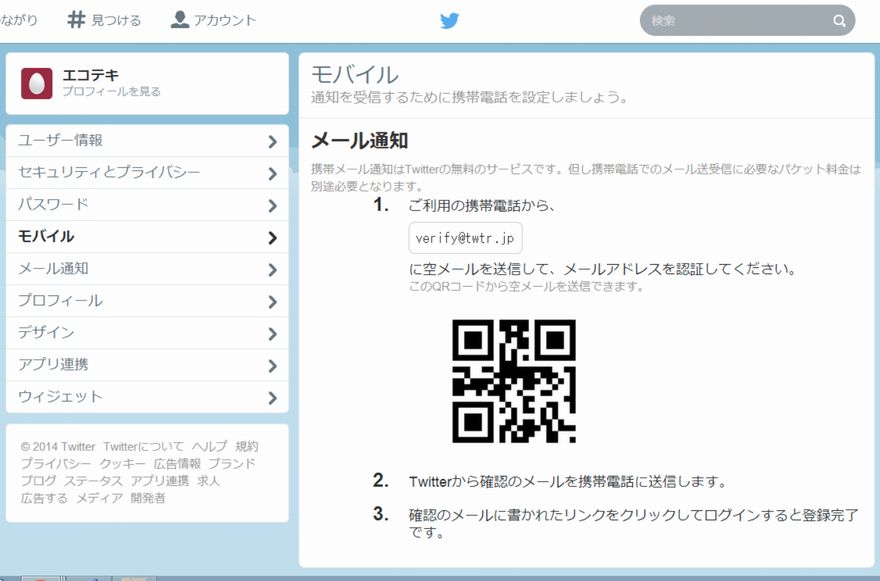 ながり
見つける
アカウント
検索
エコテキ
プロフィールを見る
ユーザー情報
セキュリティとプライバシー
パスワード
モバイル
メール通知
プロフィール
デザイン
アプリ連携
ウィジェット
© 2014 Twitter Twitterについて ヘルプ 規約
プライバシー クッキー 広告情報 ブランド
ブログ ステータス アプリ連携 求人
広告する メディア 開発者
モバイル
通知を受信するために携帯電話を設定しましょう。
メール通知
携帯メール通知はTwitterの無料のサービスです。但し携帯電話でのメール送受信に必要なパケット料金は
別途必要となります。
1. ご利用の携帯電話から、
verify@twtr.jp
に空メールを送信して、メールアドレスを認証してください。
このQRコードから空メールを送信できます。
2. Twitterから確認のメールを携帯電話に送信します。
3. 確認のメールに書かれたリンクをクリックしてログインすると登録完了
です。